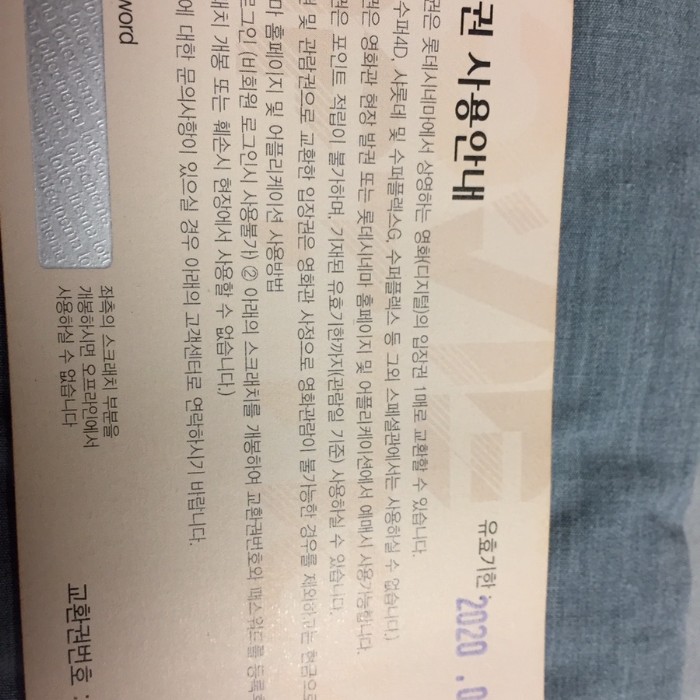 권 사용안내
유효기한 : 2020 . 0
권은 롯데시네마에서 상영하는 영화(디지털)의 입장권 1매로 교환할 수 있습니다.
수퍼4D, 샤롯데 및 수퍼플렉스G, 수퍼플렉스 등 그외 스페셜관에서는 사용하실 수 없습니다.)
권은 영화관 현장 발권 또는 롯데시네마 홈페이지 및 어플리케이션에서 예매시 사용가능합니다.
권은 포인트 적립이 불가하며, 기재된 유효기한까지(관람일 기준) 사용하실 수 있습니다.
및 관람권으로 교환한 입장권은 영화관 사정으로 영화관람이 불가능한 경우를 제외하고는 현금으로
마 홈페이지 및 어플리케이션 사용방법
로그인 (비회원 로그인시 사용불가) ② 아래의 스크래치를 개봉하여 교환권번호와 패스워드를 등록
래치 개봉 또는 훼손시 현장에서 사용할 수 없습니다.)
에 대한 문의사항이 있으실 경우 아래의 고객센터로 연락하시기 바랍니다.
word
좌측의 스크래치 부분을
개봉하시면 오프라인에서
사용하실 수 없습니다
교환권번호 :